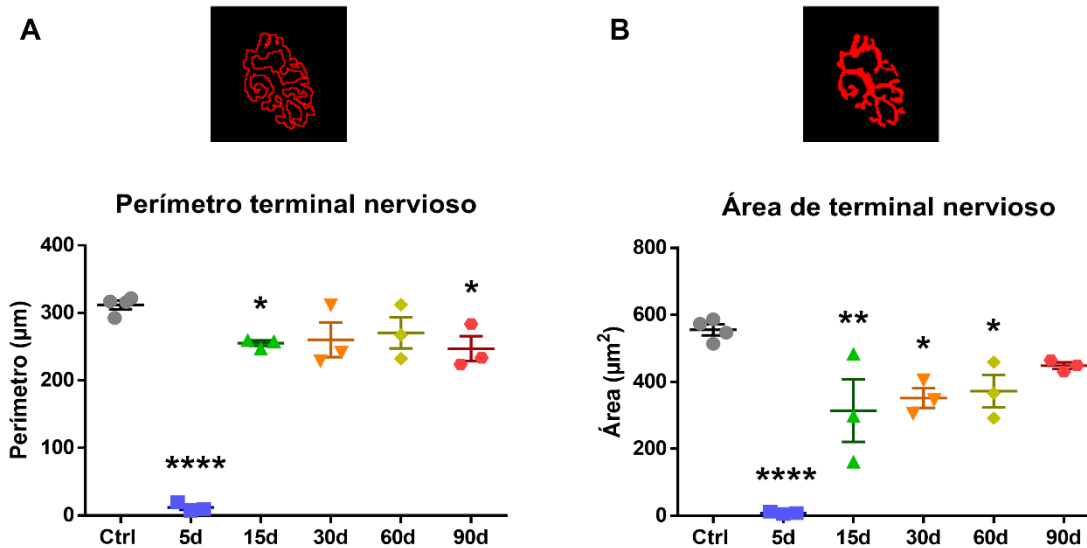 A
Perímetro terminal nervioso
Perímetro (µm)
400
300
200
100
0
****
*
*
Ctrl 5d 15d 30d 60d 90d
B
Área de terminal nervioso
Área (µm²)
800
600
400
200
0
****
**
*
*
Ctrl 5d 15d 30d 60d 90d